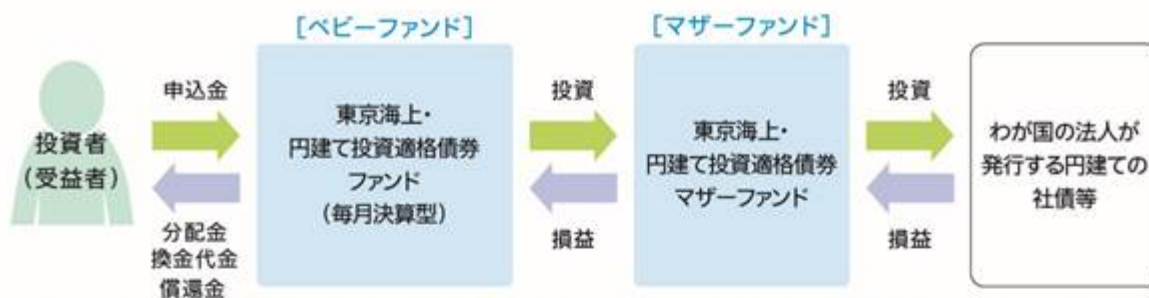 [ベビーファンド]
[マザーファンド]
投資者
(受益者)
申込金
分配金
換金代金
償還金
東京海上・
円建て投資適格債券
ファンド
(毎月決算型)
投資
損益
東京海上・
円建て投資適格債券
マザーファンド
投資
損益
わが国の法人が
発行する円建ての
社債等